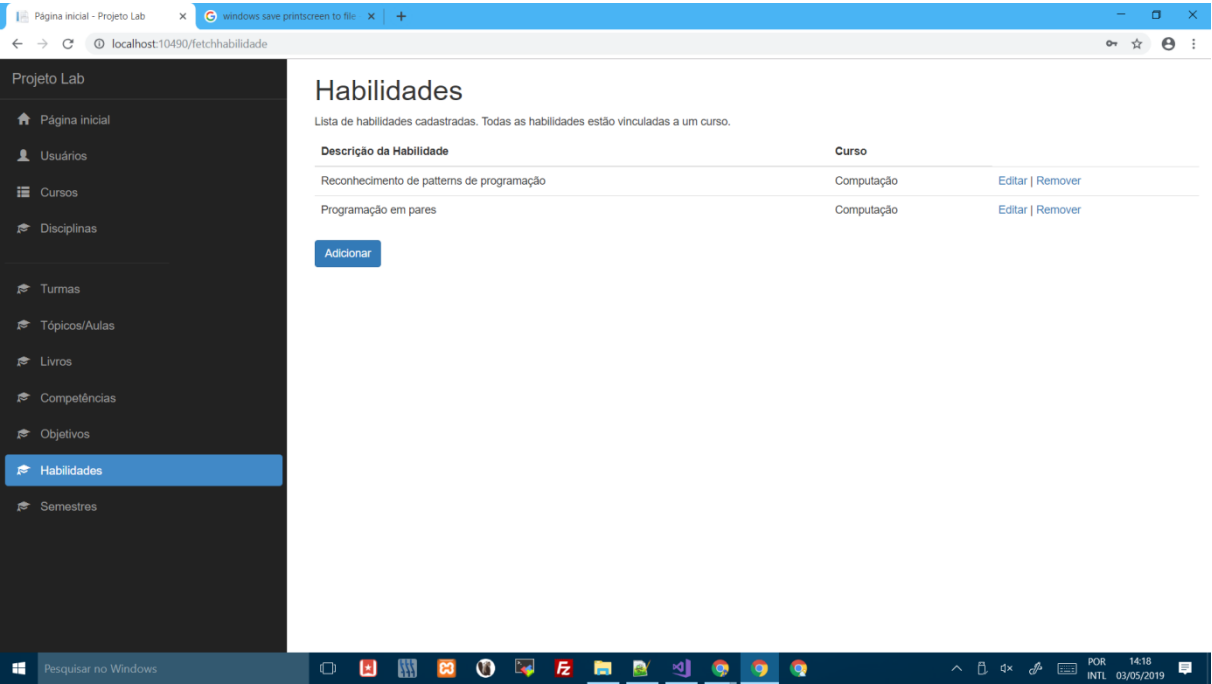 Página inicial - Projeto Lab
windows save printscreen to file
localhost:10490/fetchhabilidade
Projeto Lab
Página inicial
Usuários
Cursos
Disciplinas
Turmas
Tópicos/Aulas
Livros
Competências
Objetivos
Habilidades
Semestres
Habilidades
Lista de habilidades cadastradas. Todas as habilidades estão vinculadas a um curso.
Descrição da Habilidade Curso
Reconhecimento de patterns de programação Computação Editar | Remover
Programação em pares Computação Editar | Remover
Adicionar
Pesquisar no Windows
POR 14:18
INTL 03/05/2019